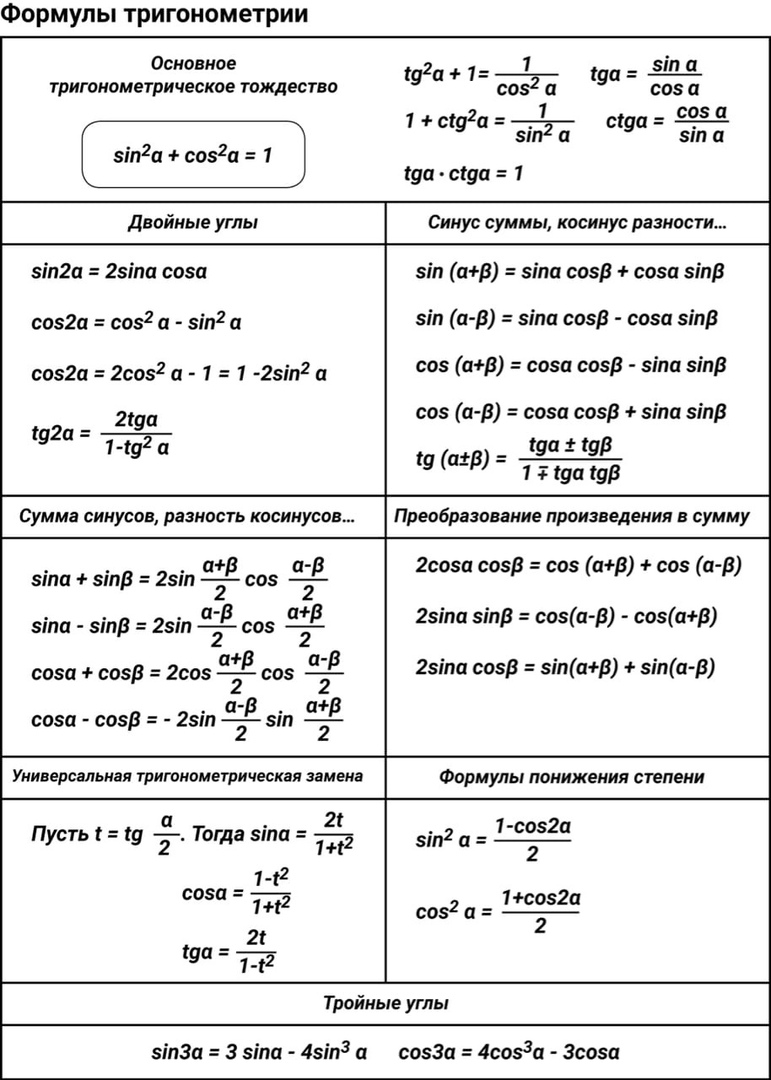 Формулы тригонометрии
Основное
тригонометрическое тождество
sin²α + cos²α = 1
tg²α + 1 = 1/cos² α    tgα = sin α/cos α
1 + ctg²α = 1/sin² α    ctgα = cos α/sin α
tgα · ctgα = 1
Двойные углы
sin2α = 2sinα cosα
cos2α = cos² α - sin² α
cos2α = 2cos² α - 1 = 1 -2sin² α
tg2α = 2tgα/(1-tg² α)
Синус суммы, косинус разности...
sin (α+β) = sinα cosβ + cosα sinβ
sin (α-β) = sinα cosβ - cosα sinβ
cos (α+β) = cosα cosβ - sinα sinβ
cos (α-β) = cosα cosβ + sinα sinβ
tg (α±β) = (tgα ± tgβ)/(1 ∓ tgα tgβ)
Сумма синусов, разность косинусов...
sinα + sinβ = 2sin (α+β)/2 cos (α-β)/2
sinα - sinβ = 2sin (α-β)/2 cos (α+β)/2
cosα + cosβ = 2cos (α+β)/2 cos (α-β)/2
cosα - cosβ = - 2sin (α-β)/2 sin (α+β)/2
Преобразование произведения в сумму
2cosα cosβ = cos (α+β) + cos (α-β)
2sinα sinβ = cos(α-β) - cos(α+β)
2sinα cosβ = sin(α+β) + sin(α-β)
Универсальная тригонометрическая замена
Пусть t = tg α/2. Тогда sinα = 2t/(1+t²)
cosα = (1-t²)/(1+t²)
tgα = 2t/(1-t²)
Формулы понижения степени
sin² α = (1-cos2α)/2
cos² α = (1+cos2α)/2
Тройные углы
sin3α = 3 sinα - 4sin³ α    cos3α = 4cos³α - 3cosα